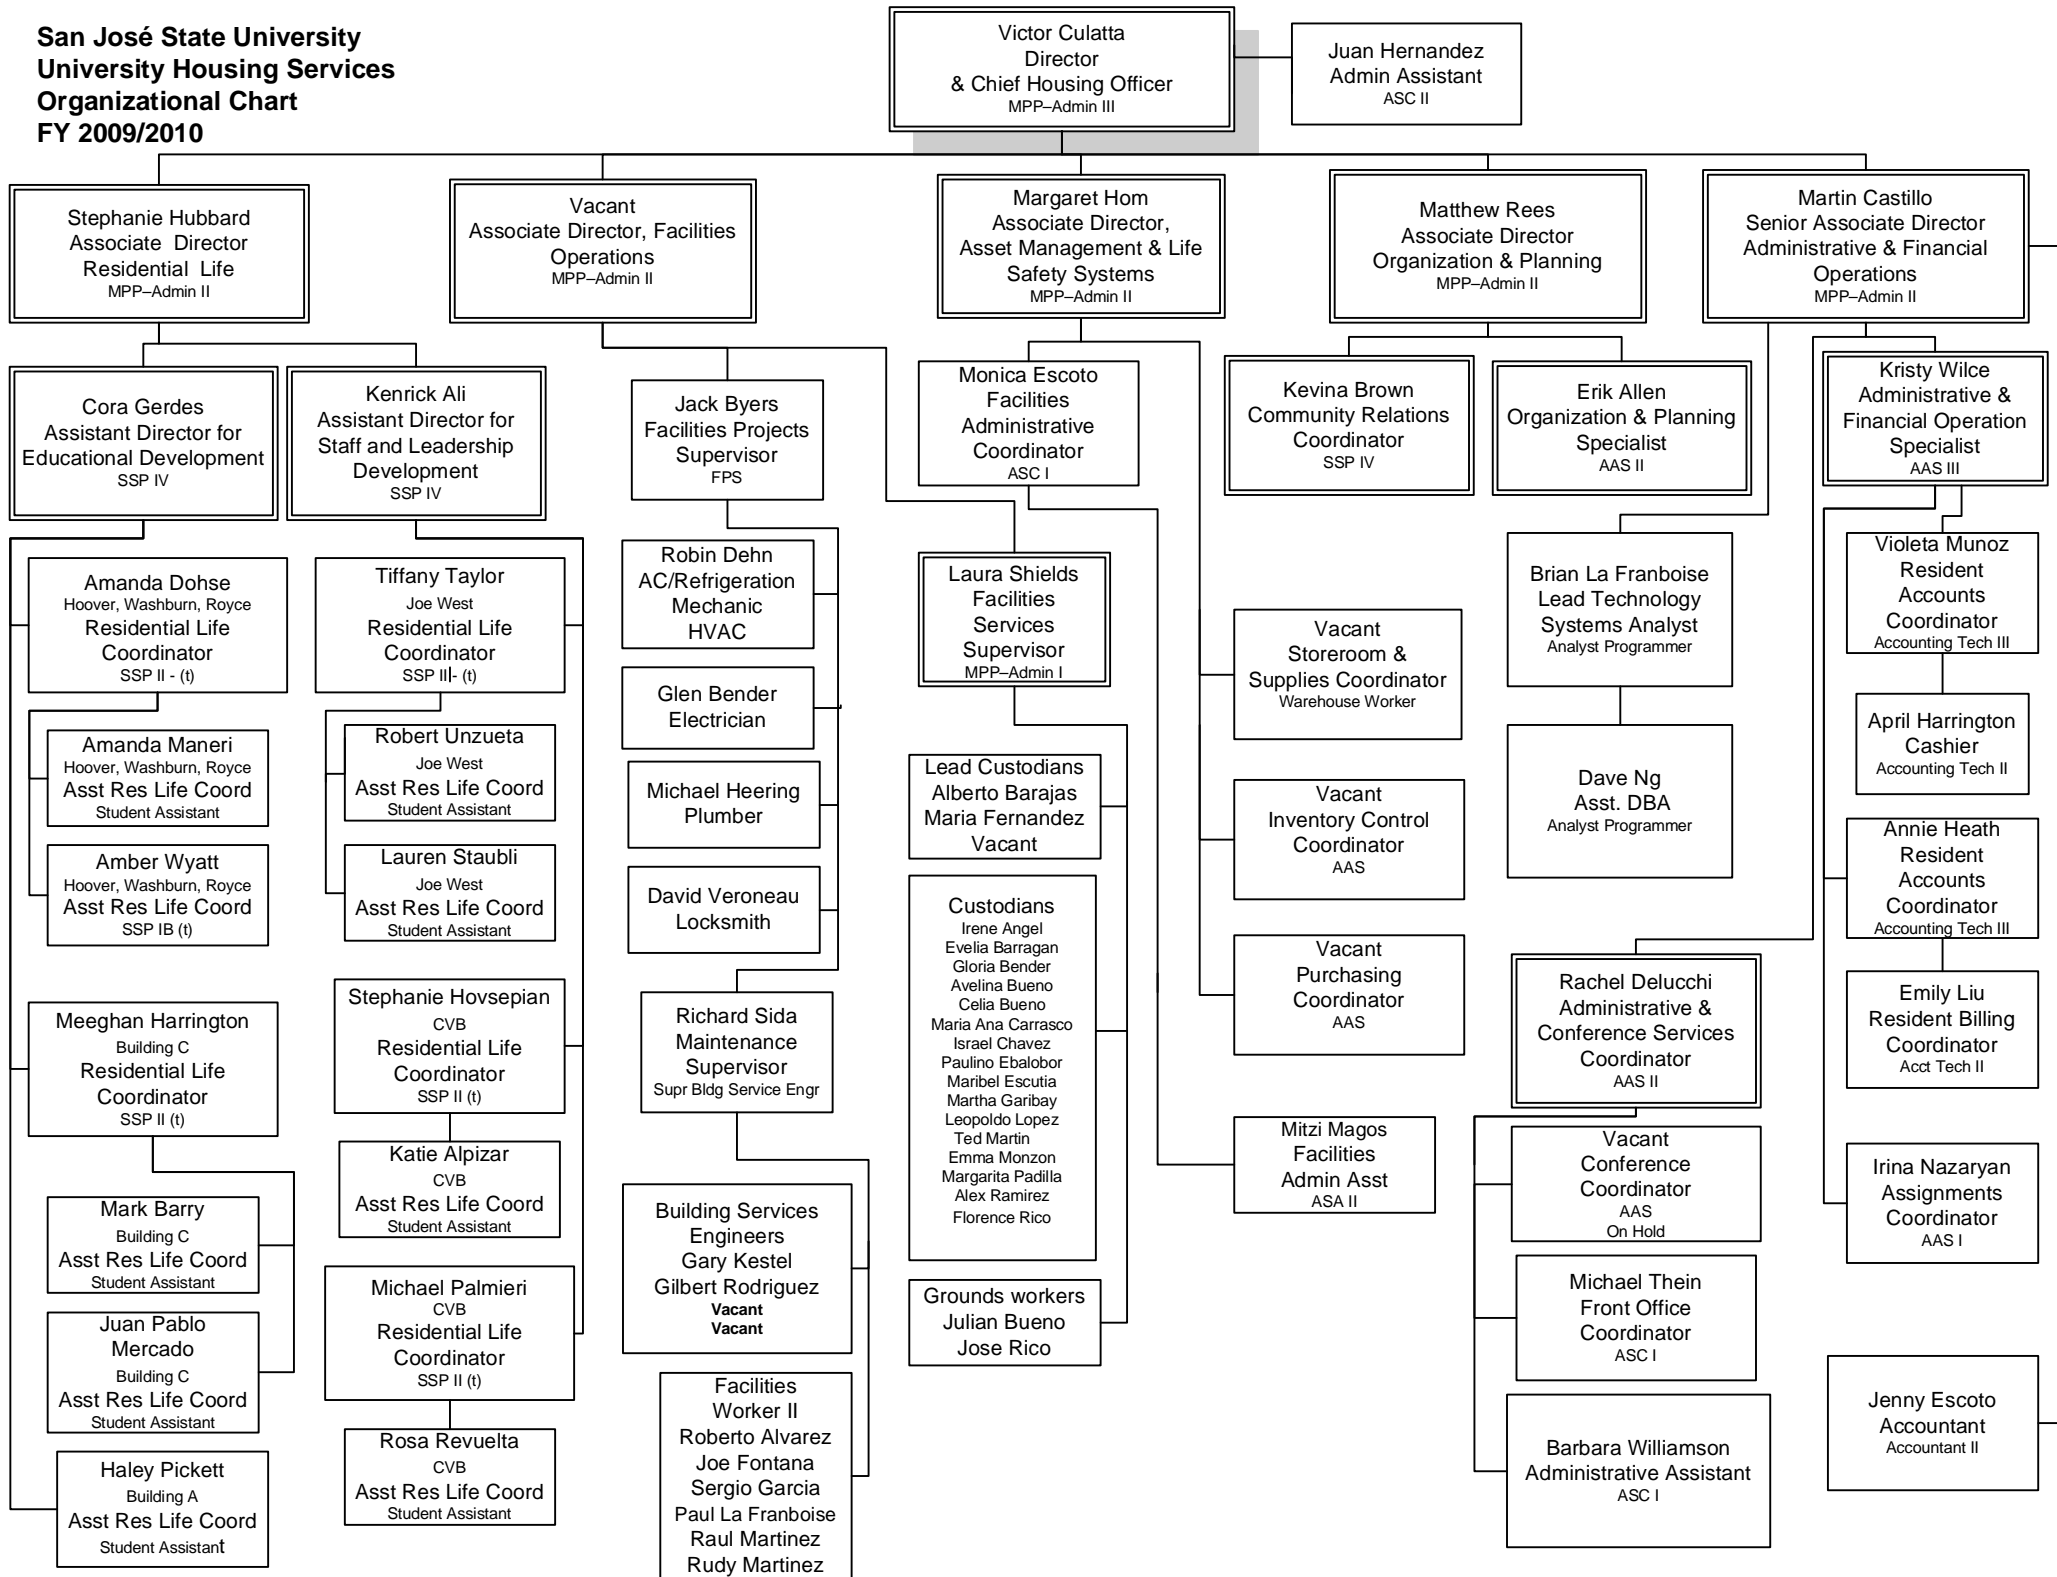 San José State University
University Housing Services
Organizational Chart
FY 2009/2010
Victor Culatta
Director
& Chief Housing Officer
MPP–Admin III
Juan Hernandez
Admin Assistant
ASC II
Stephanie Hubbard
Associate Director
Residential Life
MPP–Admin II
Vacant
Associate Director, Facilities
Operations
MPP–Admin II
Margaret Hom
Associate Director,
Asset Management & Life
Safety Systems
MPP–Admin II
Matthew Rees
Associate Director
Organization & Planning
MPP–Admin II
Martin Castillo
Senior Associate Director
Administrative & Financial
Operations
MPP–Admin II
Cora Gerdes
Assistant Director for
Educational Development
SSP IV
Kenrick Ali
Assistant Director for
Staff and Leadership
Development
SSP IV
Jack Byers
Facilities Projects
Supervisor
FPS
Monica Escoto
Facilities
Administrative
Coordinator
ASC I
Kevina Brown
Community Relations
Coordinator
SSP IV
Erik Allen
Organization & Planning
Specialist
AAS II
Kristy Wilce
Administrative &
Financial Operation
Specialist
AAS III
Amanda Dohse
Hoover, Washburn, Royce
Residential Life
Coordinator
SSP II - (t)
Tiffany Taylor
Joe West
Residential Life
Coordinator
SSP III- (t)
Robin Dehn
AC/Refrigeration
Mechanic
HVAC
Laura Shields
Facilities
Services
Supervisor
MPP–Admin I
Vacant
Storeroom &
Supplies Coordinator
Warehouse Worker
Brian La Franboise
Lead Technology
Systems Analyst
Analyst Programmer
Violeta Munoz
Resident
Accounts
Coordinator
Accounting Tech III
Glen Bender
Electrician
April Harrington
Cashier
Accounting Tech II
Amanda Maneri
Hoover, Washburn, Royce
Asst Res Life Coord
Student Assistant
Robert Unzueta
Joe West
Asst Res Life Coord
Student Assistant
Michael Heering
Plumber
Lead Custodians
Alberto Barajas
Maria Fernandez
Vacant
Vacant
Inventory Control
Coordinator
AAS
Dave Ng
Asst. DBA
Analyst Programmer
Annie Heath
Resident
Accounts
Coordinator
Accounting Tech III
Amber Wyatt
Hoover, Washburn, Royce
Asst Res Life Coord
SSP IB (t)
Lauren Staubli
Joe West
Asst Res Life Coord
Student Assistant
David Veroneau
Locksmith
Custodians
Irene Angel
Evelia Barragan
Gloria Bender
Avelina Bueno
Celia Bueno
Maria Ana Carrasco
Israel Chavez
Paulino Ebalobor
Maribel Escutia
Martha Garibay
Leopoldo Lopez
Ted Martin
Emma Monzon
Margarita Padilla
Alex Ramirez
Florence Rico
Vacant
Purchasing
Coordinator
AAS
Rachel Delucchi
Administrative &
Conference Services
Coordinator
AAS II
Emily Liu
Resident Billing
Coordinator
Acct Tech II
Meeghan Harrington
Building C
Residential Life
Coordinator
SSP II (t)
Stephanie Hovsepian
CVB
Residential Life
Coordinator
SSP II (t)
Richard Sida
Maintenance
Supervisor
Supr Bldg Service Engr
Mitzi Magos
Facilities
Admin Asst
ASA II
Vacant
Conference
Coordinator
AAS
On Hold
Irina Nazaryan
Assignments
Coordinator
AAS I
Katie Alpizar
CVB
Asst Res Life Coord
Student Assistant
Mark Barry
Building C
Asst Res Life Coord
Student Assistant
Building Services
Engineers
Gary Kestel
Gilbert Rodriguez
Vacant
Vacant
Michael Thein
Front Office
Coordinator
ASC I
Michael Palmieri
CVB
Residential Life
Coordinator
SSP II (t)
Grounds workers
Julian Bueno
Jose Rico
Juan Pablo
Mercado
Building C
Asst Res Life Coord
Student Assistant
Jenny Escoto
Accountant
Accountant II
Facilities
Worker II
Roberto Alvarez
Joe Fontana
Sergio Garcia
Paul La Franboise
Raul Martinez
Rudy Martinez
Barbara Williamson
Administrative Assistant
ASC I
Rosa Revuelta
CVB
Asst Res Life Coord
Student Assistant
Haley Pickett
Building A
Asst Res Life Coord
Student Assistant